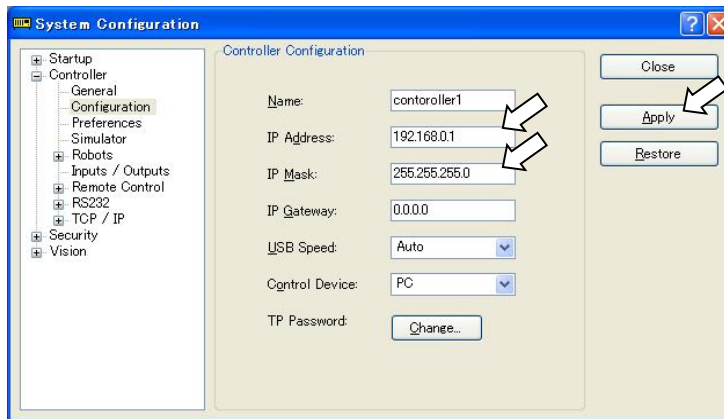 System Configuration
Startup
Controller
General
Configuration
Preferences
Simulator
Robots
Inputs / Outputs
Remote Control
RS232
TCP / IP
Security
Vision
Controller Configuration
Name: contoroller1
IP Address: 192.168.0.1
IP Mask: 255.255.255.0
IP Gateway: 0.0.0.0
USB Speed: Auto
Control Device: PC
TP Password: Change...
Close
Apply
Restore